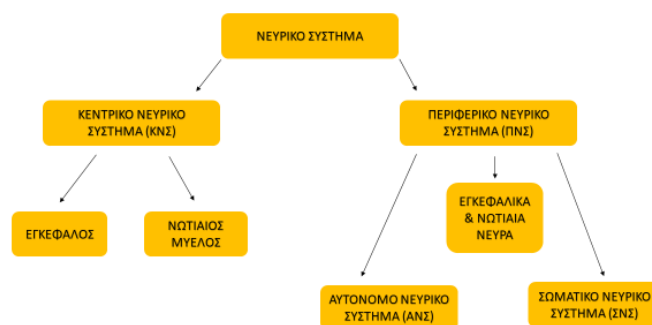 ΝΕΥΡΙΚΟ ΣΥΣΤΗΜΑ
ΚΕΝΤΡΙΚΟ ΝΕΥΡΙΚΟ
ΣΥΣΤΗΜΑ (ΚΝΣ)
ΠΕΡΙΦΕΡΙΚΟ ΝΕΥΡΙΚΟ
ΣΥΣΤΗΜΑ (ΠΝΣ)
ΕΓΚΕΦΑΛΟΣ
ΝΩΤΙΑΙΟΣ
ΜΥΕΛΟΣ
ΕΓΚΕΦΑΛΙΚΑ
& ΝΩΤΙΑΙΑ
ΝΕΥΡΑ
ΑΥΤΟΝΟΜΟ ΝΕΥΡΙΚΟ
ΣΥΣΤΗΜΑ (ΑΝΣ)
ΣΩΜΑΤΙΚΟ ΝΕΥΡΙΚΟ
ΣΥΣΤΗΜΑ (ΣΝΣ)